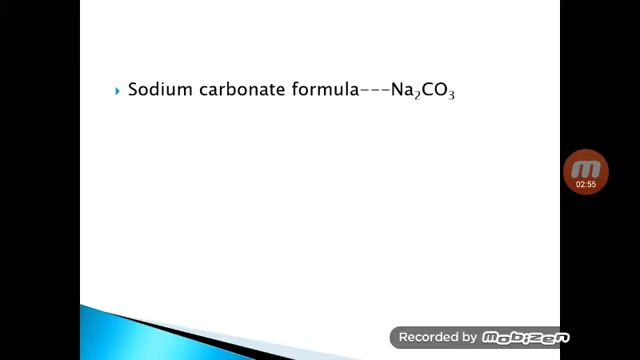 Sodium carbonate formula---Na₂CO₃
02:55
Recorded by mobizen